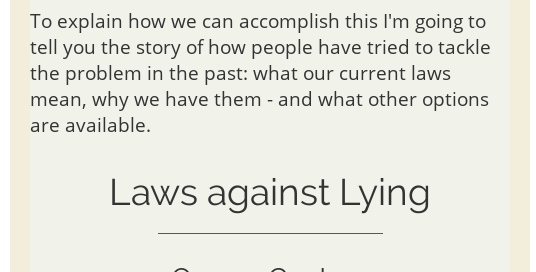 To explain how we can accomplish this I'm going to
tell you the story of how people have tried to tackle
the problem in the past: what our current laws
mean, why we have them - and what other options
are available.
Laws against Lying